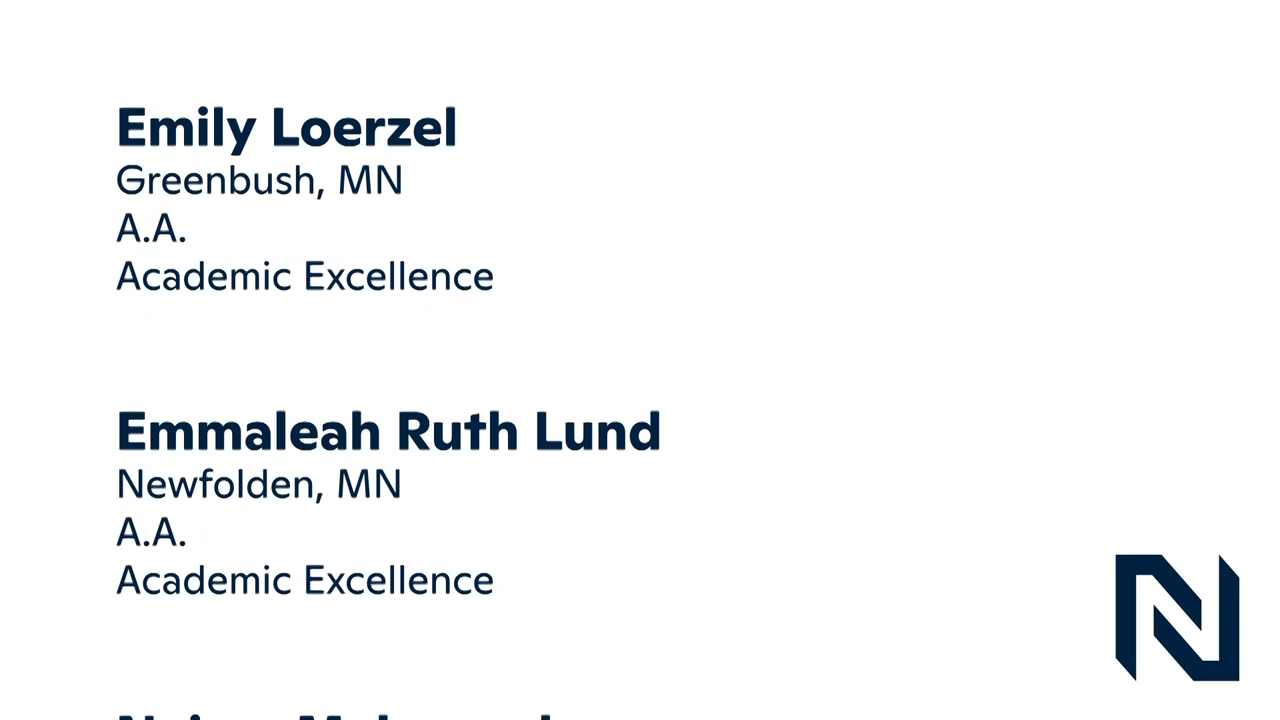 Emily Loerzel
Greenbush, MN
A.A.
Academic Excellence
Emmaleah Ruth Lund
Newfolden, MN
A.A.
Academic Excellence
N